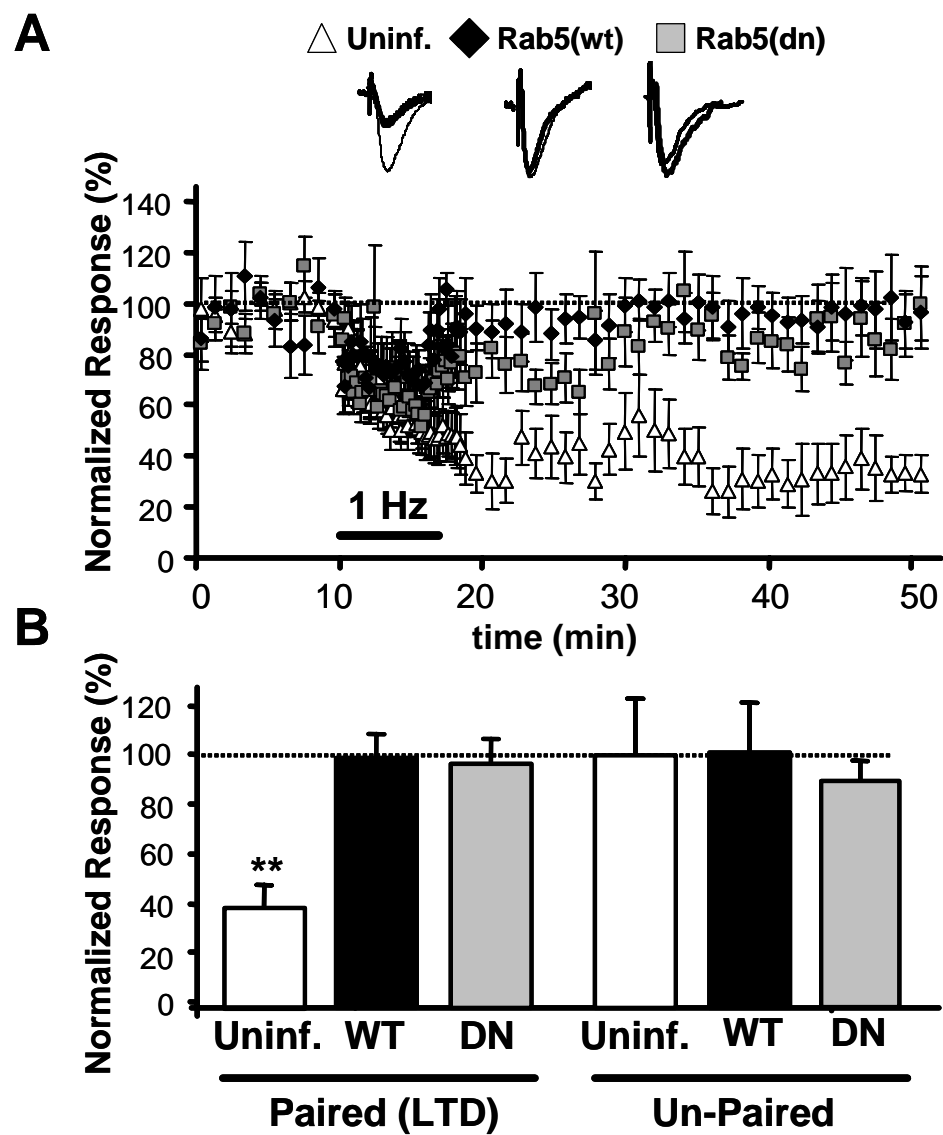 A
Uninf. Rab5(wt) Rab5(dn)
Normalized Response (%)
140
120
100
80
60
40
20
0
1 Hz
0 10 20 30 40 50
time (min)
B
Normalized Response (%)
120
100
80
60
40
20
0
**
Uninf. WT DN Uninf. WT DN
Paired (LTD) Un-Paired